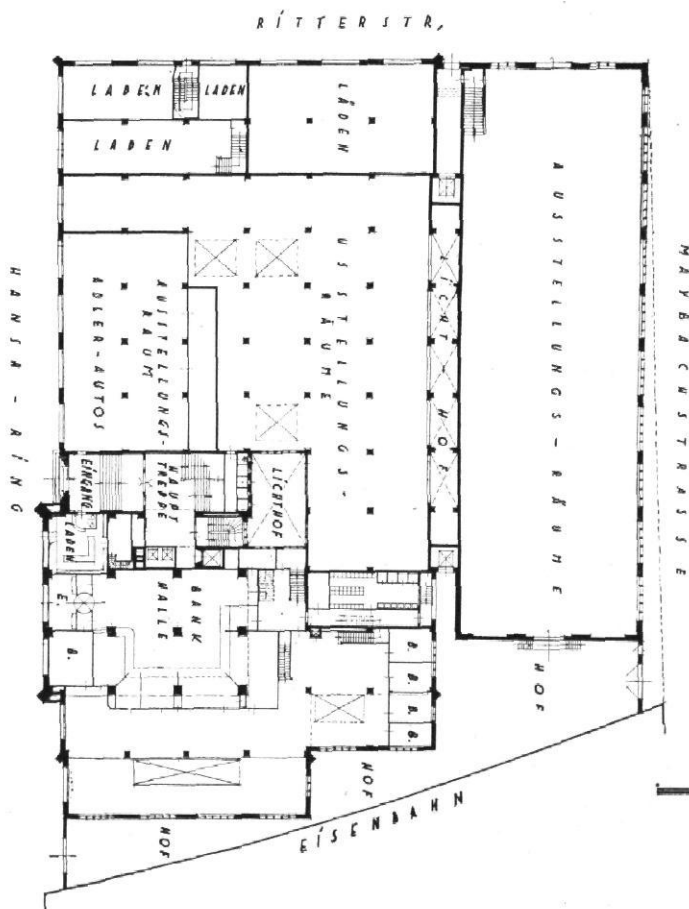 RITTERSTR,
LADEN
LADEN
LÄDEN
LADEN
HANSA-RING
ADLER-AUTOS
AUSSTELLUNGS-
RAUM
USSTELLUNGS-
RÄUME
LICHT-HOF
AUSSTELLUNGS-RÄUME
MAYBACHSTRASSE
EINGANG
HAUPT
TREPPE
LICHTHOF
LADEN
E.
BANK
HALLE
B.
B.
B.
B.
B.
HOF
HOF
HOF
EISENBAHN